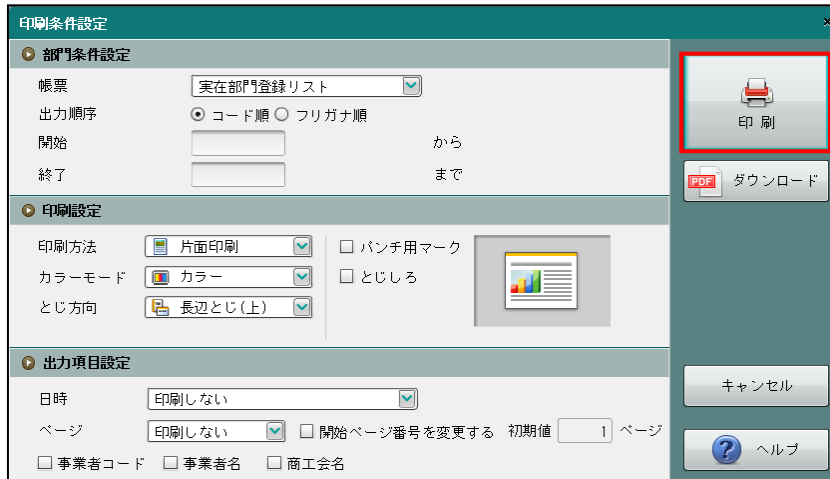 印刷条件設定
部門条件設定
帳票 実在部門登録リスト
出力順序 コード順 フリガナ順
開始 から
終了 まで
印刷設定
印刷方法 片面印刷 パンチ用マーク
カラーモード カラー とじしろ
とじ方向 長辺とじ(上)
出力項目設定
日時 印刷しない
ページ 印刷しない 開始ページ番号を変更する 初期値 1 ページ
事業者コード 事業者名 商工会名
印 刷
PDF ダウンロード
キャンセル
? ヘルプ